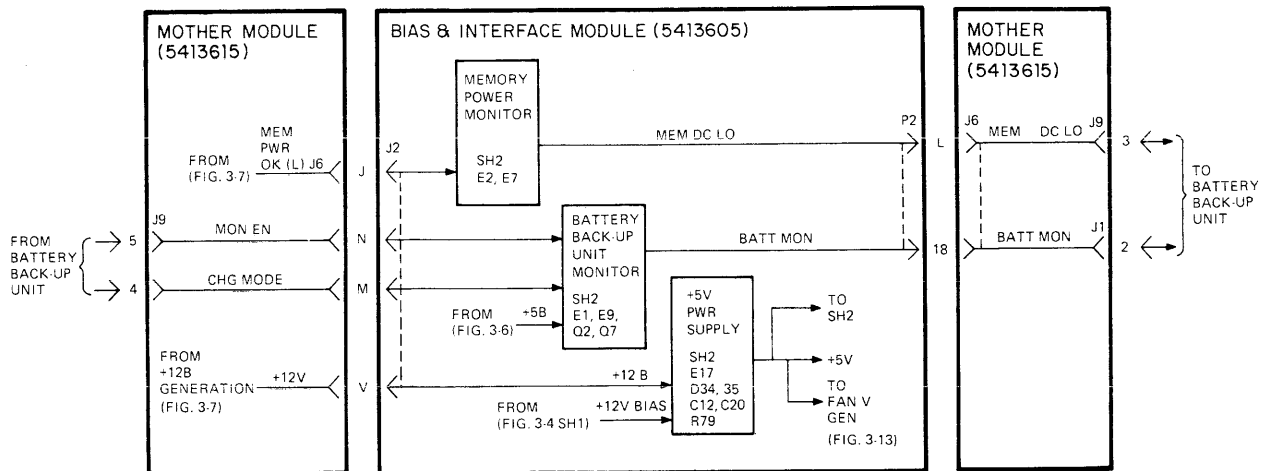 MOTHER MODULE
(5413615)
MEM
PWR
OK (L) J6
FROM
(FIG. 3-7)
J9
FROM
BATTERY
BACK-UP
UNIT
5
MON EN
4
CHG MODE
FROM
+12B
GENERATION
(FIG. 3-7)
+12V
J
N
M
V
BIAS & INTERFACE MODULE (5413605)
J2
MEMORY
POWER
MONITOR
SH2
E2, E7
MEM DC LO
P2
BATTERY
BACK-UP
UNIT
MONITOR
SH2
E1, E9,
Q2, Q7
BATT MON
FROM
(FIG. 3-6)
+5B
+5V
PWR
SUPPLY
SH2
E17
D34, 35
C12, C20
R79
+12 B
FROM
(FIG. 3-4 SH1)
+12V BIAS
TO
SH2
+5V
TO
FAN V
GEN
(FIG. 3-13)
L
18
MOTHER
MODULE
(5413615)
J6
MEM DC LO
J9
3
BATT MON
J1
2
TO
BATTERY
BACK-UP
UNIT